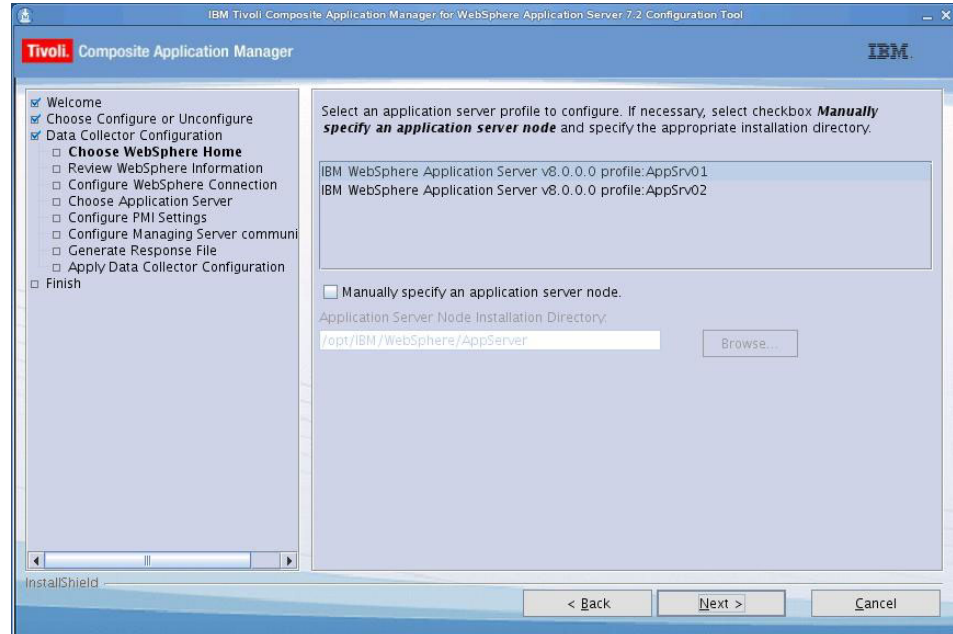 IBM Tivoli Composite Application Manager for WebSphere Application Server 7.2 Configuration Tool
Tivoli. Composite Application Manager
IBM.
Welcome
Choose Configure or Unconfigure
Data Collector Configuration
Choose WebSphere Home
Review WebSphere Information
Configure WebSphere Connection
Choose Application Server
Configure PMI Settings
Configure Managing Server communi
Generate Response File
Apply Data Collector Configuration
Finish
Select an application server profile to configure. If necessary, select checkbox Manually
specify an application server node and specify the appropriate installation directory.
IBM WebSphere Application Server v8.0.0.0 profile:AppSrv01
IBM WebSphere Application Server v8.0.0.0 profile:AppSrv02
Manually specify an application server node.
Application Server Node Installation Directory:
/opt/IBM/WebSphere/AppServer
Browse...
InstallShield
< Back
Next >
Cancel